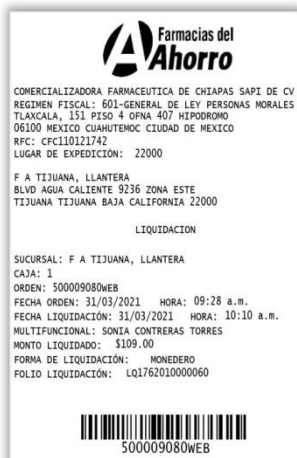 Farmacias del
Ahorro
COMERCIALIZADORA FARMACEUTICA DE CHIAPAS SAPI DE CV
REGIMEN FISCAL: 601-GENERAL DE LEY PERSONAS MORALES
TLAXCALA, 151 PISO 4 OFNA 407 HIPODROMO
06100 MEXICO CUAUHTEMOC CIUDAD DE MEXICO
RFC: CFC110121742
LUGAR DE EXPEDICIÓN: 22000
F A TIJUANA, LLANTERA
BLVD AGUA CALIENTE 9236 ZONA ESTE
TIJUANA TIJUANA BAJA CALIFORNIA 22000
LIQUIDACION
SUCURSAL: F A TIJUANA, LLANTERA
CAJA: 1
ORDEN: 500009080WEB
FECHA ORDEN: 31/03/2021 HORA: 09:28 a.m.
FECHA LIQUIDACIÓN: 31/03/2021 HORA: 10:10 a.m.
MULTIFUNCIONAL: SONIA CONTRERAS TORRES
MONTO LIQUIDADO: $109.00
FORMA DE LIQUIDACIÓN: MONEDERO
FOLIO LIQUIDACIÓN: LQ1762010000060
500009080WEB